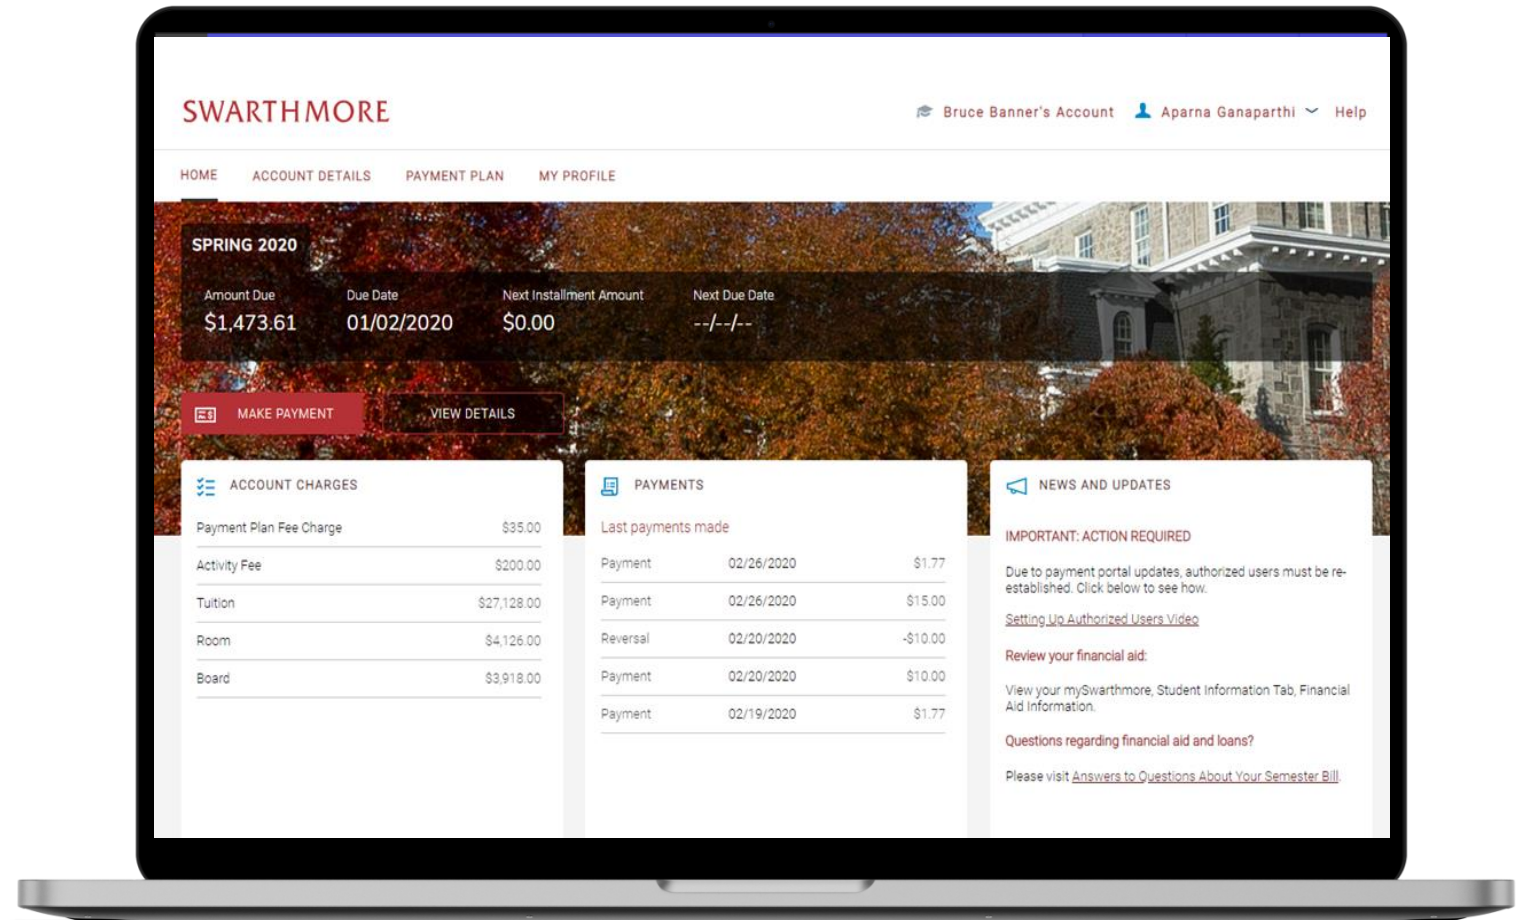 SWARTHMORE
Bruce Banner's Account Aparna Ganaparthi Help
HOME ACCOUNT DETAILS PAYMENT PLAN MY PROFILE
SPRING 2020
Amount Due Due Date Next Installment Amount Next Due Date
$1,473.61 01/02/2020 $0.00 --/--/--
MAKE PAYMENT VIEW DETAILS
ACCOUNT CHARGES
Payment Plan Fee Charge $35.00
Activity Fee $200.00
Tuition $27,128.00
Room $4,126.00
Board $3,918.00
PAYMENTS
Last payments made
Payment 02/26/2020 $1.77
Payment 02/26/2020 $15.00
Reversal 02/20/2020 -$10.00
Payment 02/20/2020 $10.00
Payment 02/19/2020 $1.77
NEWS AND UPDATES
IMPORTANT: ACTION REQUIRED
Due to payment portal updates, authorized users must be re-
established. Click below to see how.
Setting Up Authorized Users Video
Review your financial aid:
View your mySwarthmore, Student Information Tab, Financial
Aid Information.
Questions regarding financial aid and loans?
Please visit Answers to Questions About Your Semester Bill.